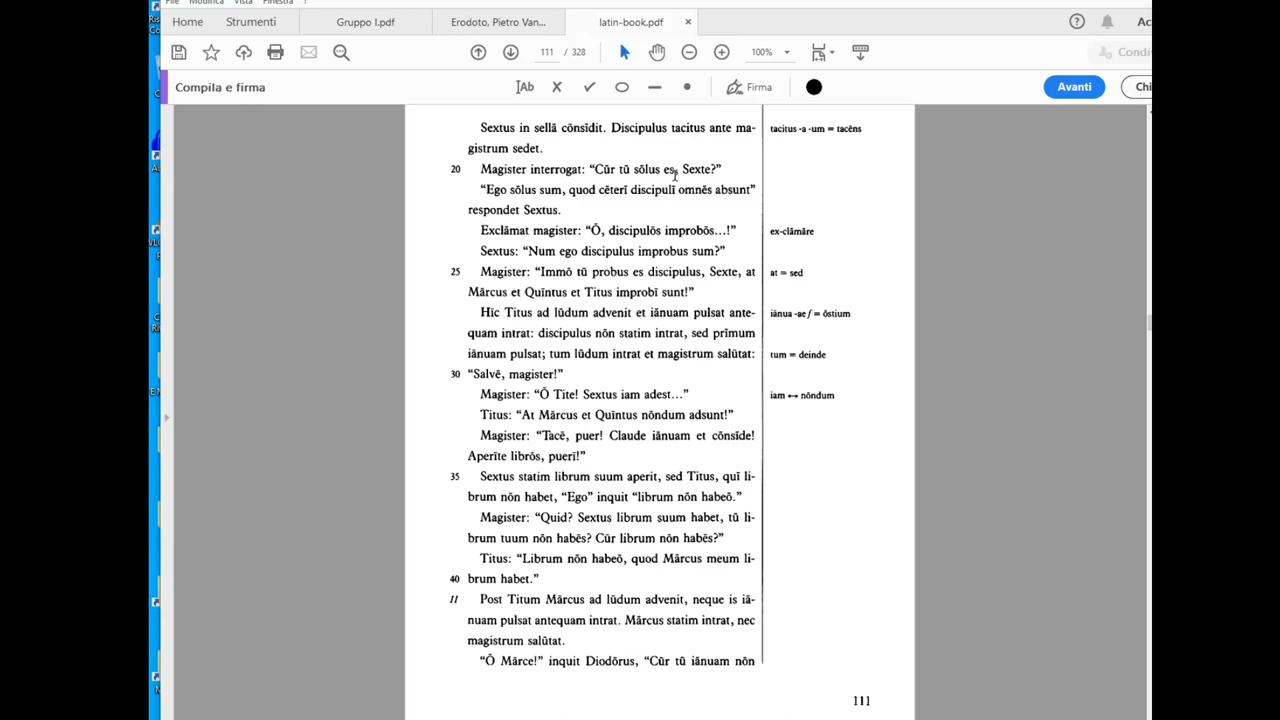 File Modifica Vista Finestra
Home Strumenti Gruppo I.pdf Erodoto, Pietro Van... latin-book.pdf
111 / 328 100%
Compila e firma Ab Firma Avanti
Sextus in sellā cōnsīdit. Discipulus tacitus ante ma- tacitus -a -um = tacēns
gistrum sedet.
20 Magister interrogat: “Cūr tū sōlus es, Sexte?”
“Ego sōlus sum, quod cēterī discipulī omnēs absunt”
respondet Sextus.
Exclāmat magister: “Ō, discipulōs improbōs...!” ex-clāmāre
Sextus: “Num ego discipulus improbus sum?”
25 Magister: “Immō tū probus es discipulus, Sexte, at at = sed
Mārcus et Quīntus et Titus improbī sunt!”
Hīc Titus ad lūdum advenit et iānuam pulsat ante- iānua -ae f = ōstium
quam intrat: discipulus nōn statim intrat, sed prīmum
iānuam pulsat; tum lūdum intrat et magistrum salūtat: tum = deinde
30 “Salvē, magister!”
Magister: “Ō Tite! Sextus iam adest...” iam ↔ nōndum
Titus: “At Mārcus et Quīntus nōndum adsunt!”
Magister: “Tacē, puer! Claude iānuam et cōnsīde!
Aperīte librōs, puerī!”
35 Sextus statim librum suum aperit, sed Titus, quī li-
brum nōn habet, “Ego” inquit “librum nōn habeō.”
Magister: “Quid? Sextus librum suum habet, tū li-
brum tuum nōn habēs? Cūr librum nōn habēs?”
Titus: “Librum nōn habeō, quod Mārcus meum li-
40 brum habet.”
11 Post Titum Mārcus ad lūdum advenit, neque is iā-
nuam pulsat antequam intrat. Mārcus statim intrat, nec
magistrum salūtat.
“Ō Mārce!” inquit Diodōrus, “Cūr tū iānuam nōn
111